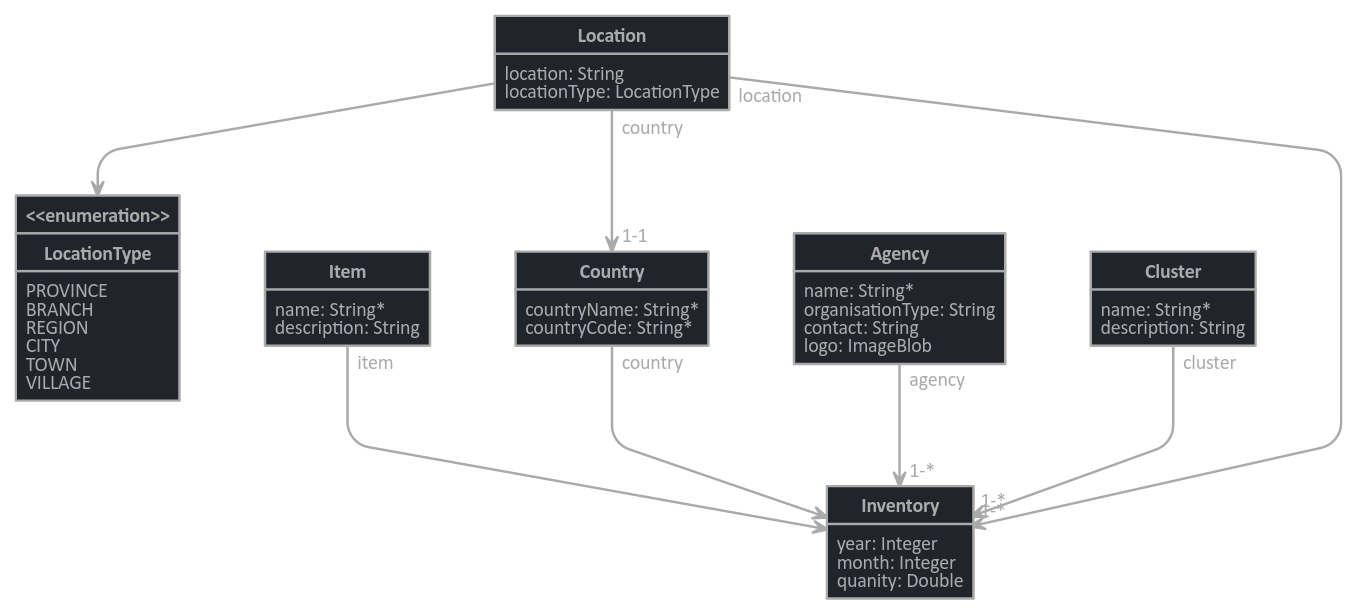 Location
location: String
locationType: LocationType
location
country
<<enumeration>>
LocationType
PROVINCE
BRANCH
REGION
CITY
TOWN
VILLAGE
1-1
Item
name: String*
description: String
Country
countryName: String*
countryCode: String*
Agency
name: String*
organisationType: String
contact: String
logo: ImageBlob
Cluster
name: String*
description: String
item
country
agency
cluster
1-*
1-*
1-*
Inventory
year: Integer
month: Integer
quanity: Double